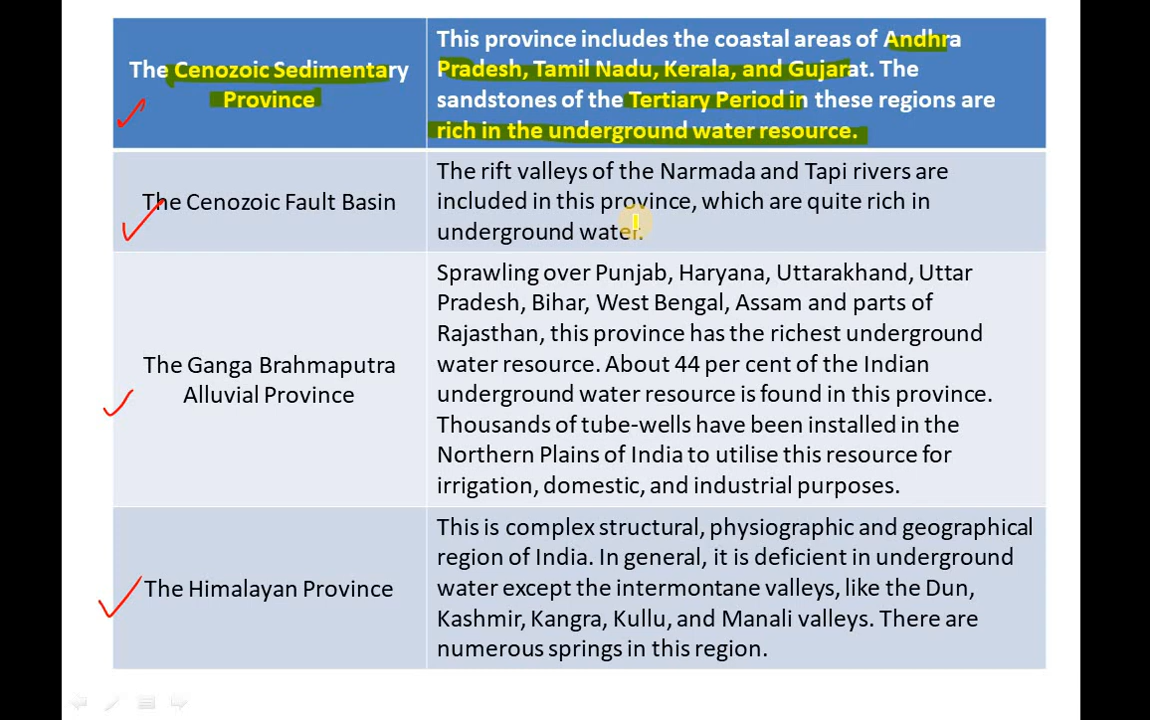 The Cenozoic Sedimentary
Province
This province includes the coastal areas of Andhra
Pradesh, Tamil Nadu, Kerala, and Gujarat. The
sandstones of the Tertiary Period in these regions are
rich in the underground water resource.
The Cenozoic Fault Basin
The rift valleys of the Narmada and Tapi rivers are
included in this province, which are quite rich in
underground water.
The Ganga Brahmaputra
Alluvial Province
Sprawling over Punjab, Haryana, Uttarakhand, Uttar
Pradesh, Bihar, West Bengal, Assam and parts of
Rajasthan, this province has the richest underground
water resource. About 44 per cent of the Indian
underground water resource is found in this province.
Thousands of tube-wells have been installed in the
Northern Plains of India to utilise this resource for
irrigation, domestic, and industrial purposes.
The Himalayan Province
This is complex structural, physiographic and geographical
region of India. In general, it is deficient in underground
water except the intermontane valleys, like the Dun,
Kashmir, Kangra, Kullu, and Manali valleys. There are
numerous springs in this region.